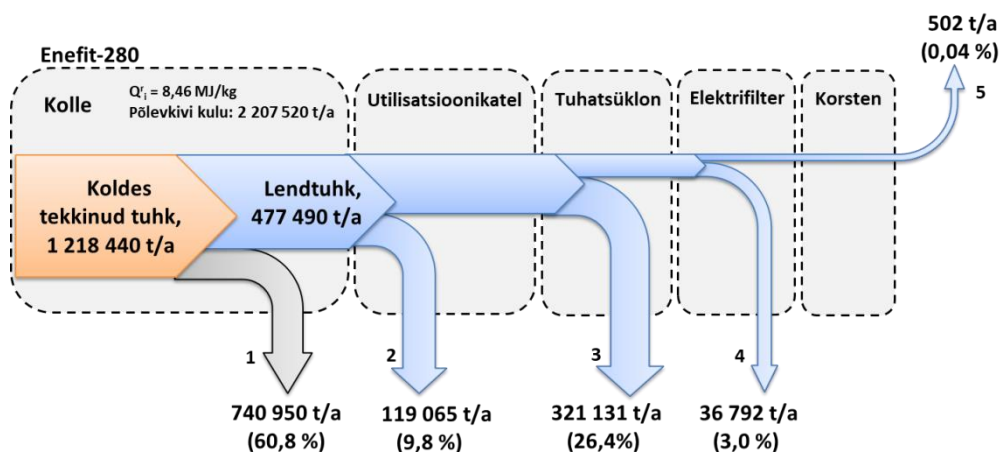 502 t/a
(0,04 %)
Enefit-280
5
Kolle
Qʳᵢ = 8,46 MJ/kg
Põlevkivi kulu: 2 207 520 t/a
Utilisatsioonikatel
Tuhatsüklon
Elektrifilter
Korsten
Koldes
tekkinud tuhk,
1 218 440 t/a
Lendtuhk,
477 490 t/a
1
2
3
4
740 950 t/a
(60,8 %)
119 065 t/a
(9,8 %)
321 131 t/a
(26,4%)
36 792 t/a
(3,0 %)